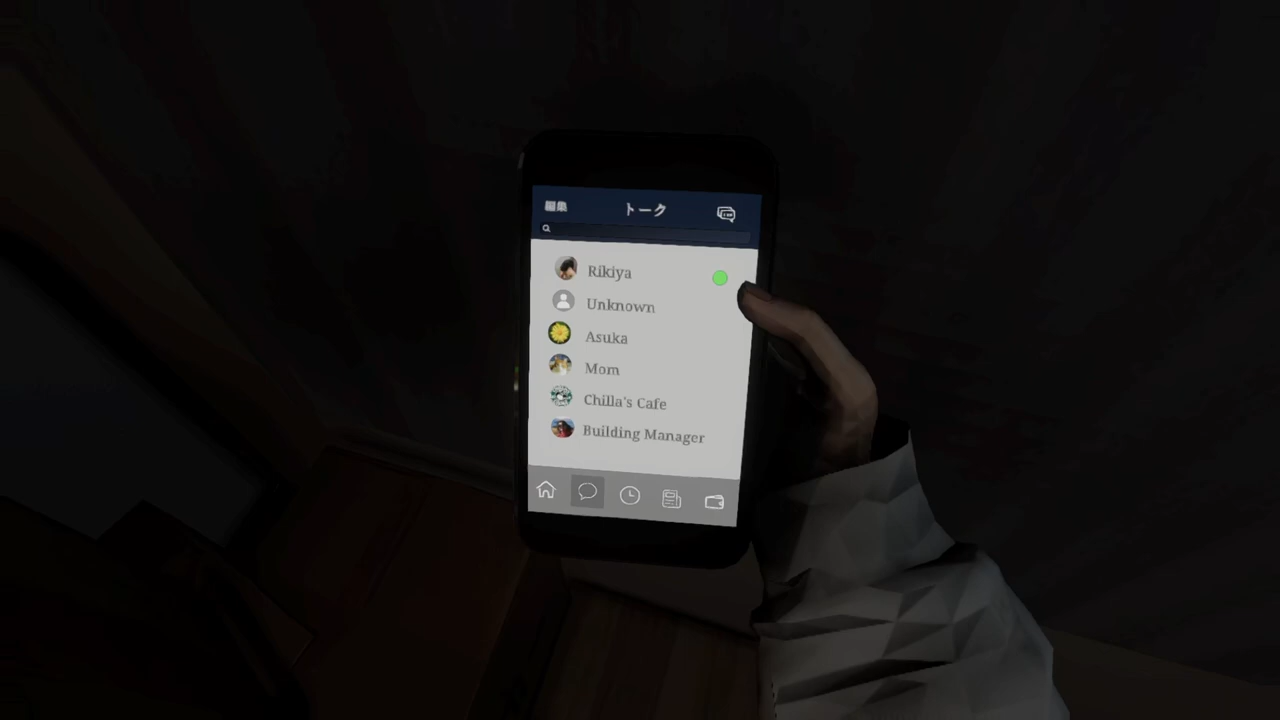 編集 トーク
Rikiya
Unknown
Asuka
Mom
Chilla's Cafe
Building Manager